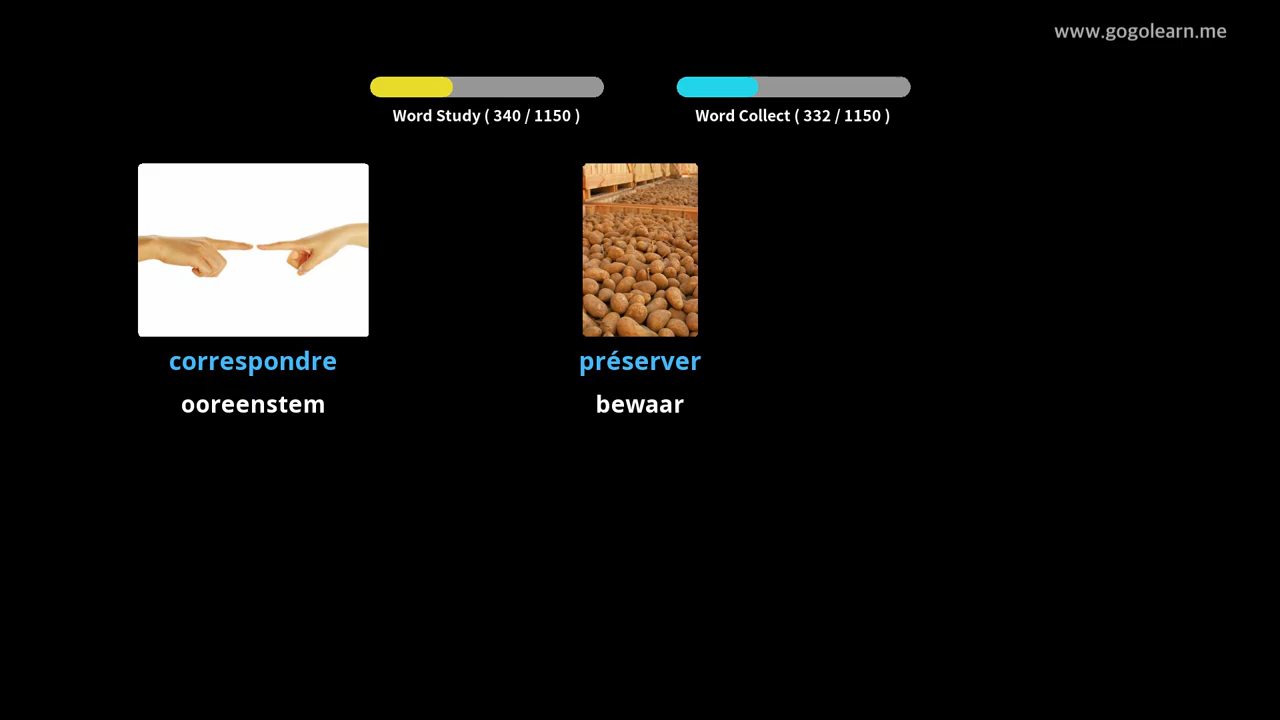 www.gogolearn.me
Word Study ( 340 / 1150 )
Word Collect ( 332 / 1150 )
correspondre
préserver
ooreenstem
bewaar